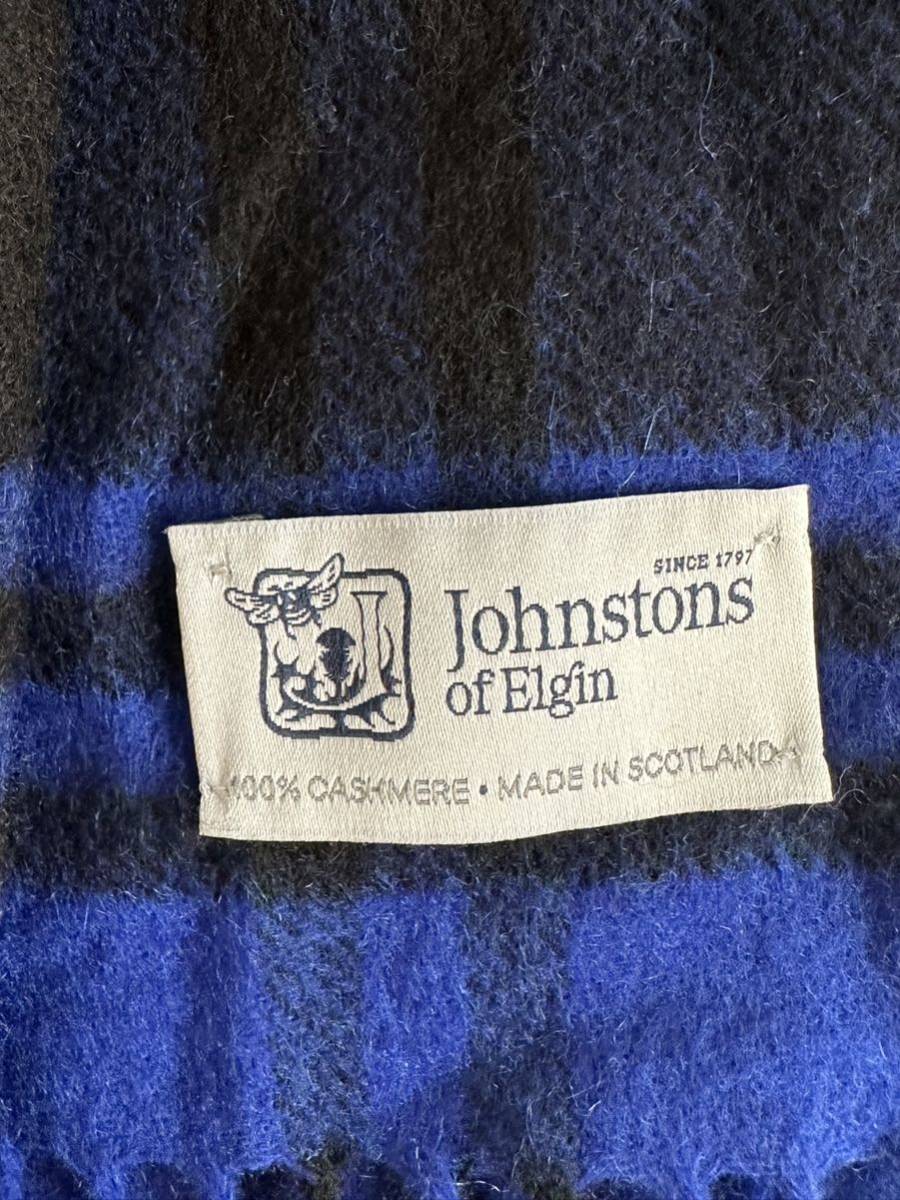 SINCE 1797
Johnstons
of Elgin
100% CASHMERE • MADE IN SCOTLAND